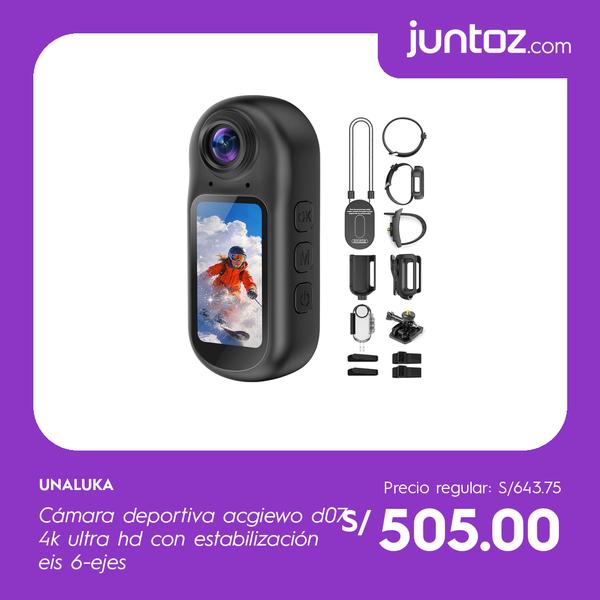 juntoz.com
OK
M
UNALUKA
Cámara deportiva acgiewo d07
4k ultra hd con estabilización
eis 6-ejes
Precio regular: S/643.75
S/ 505.00